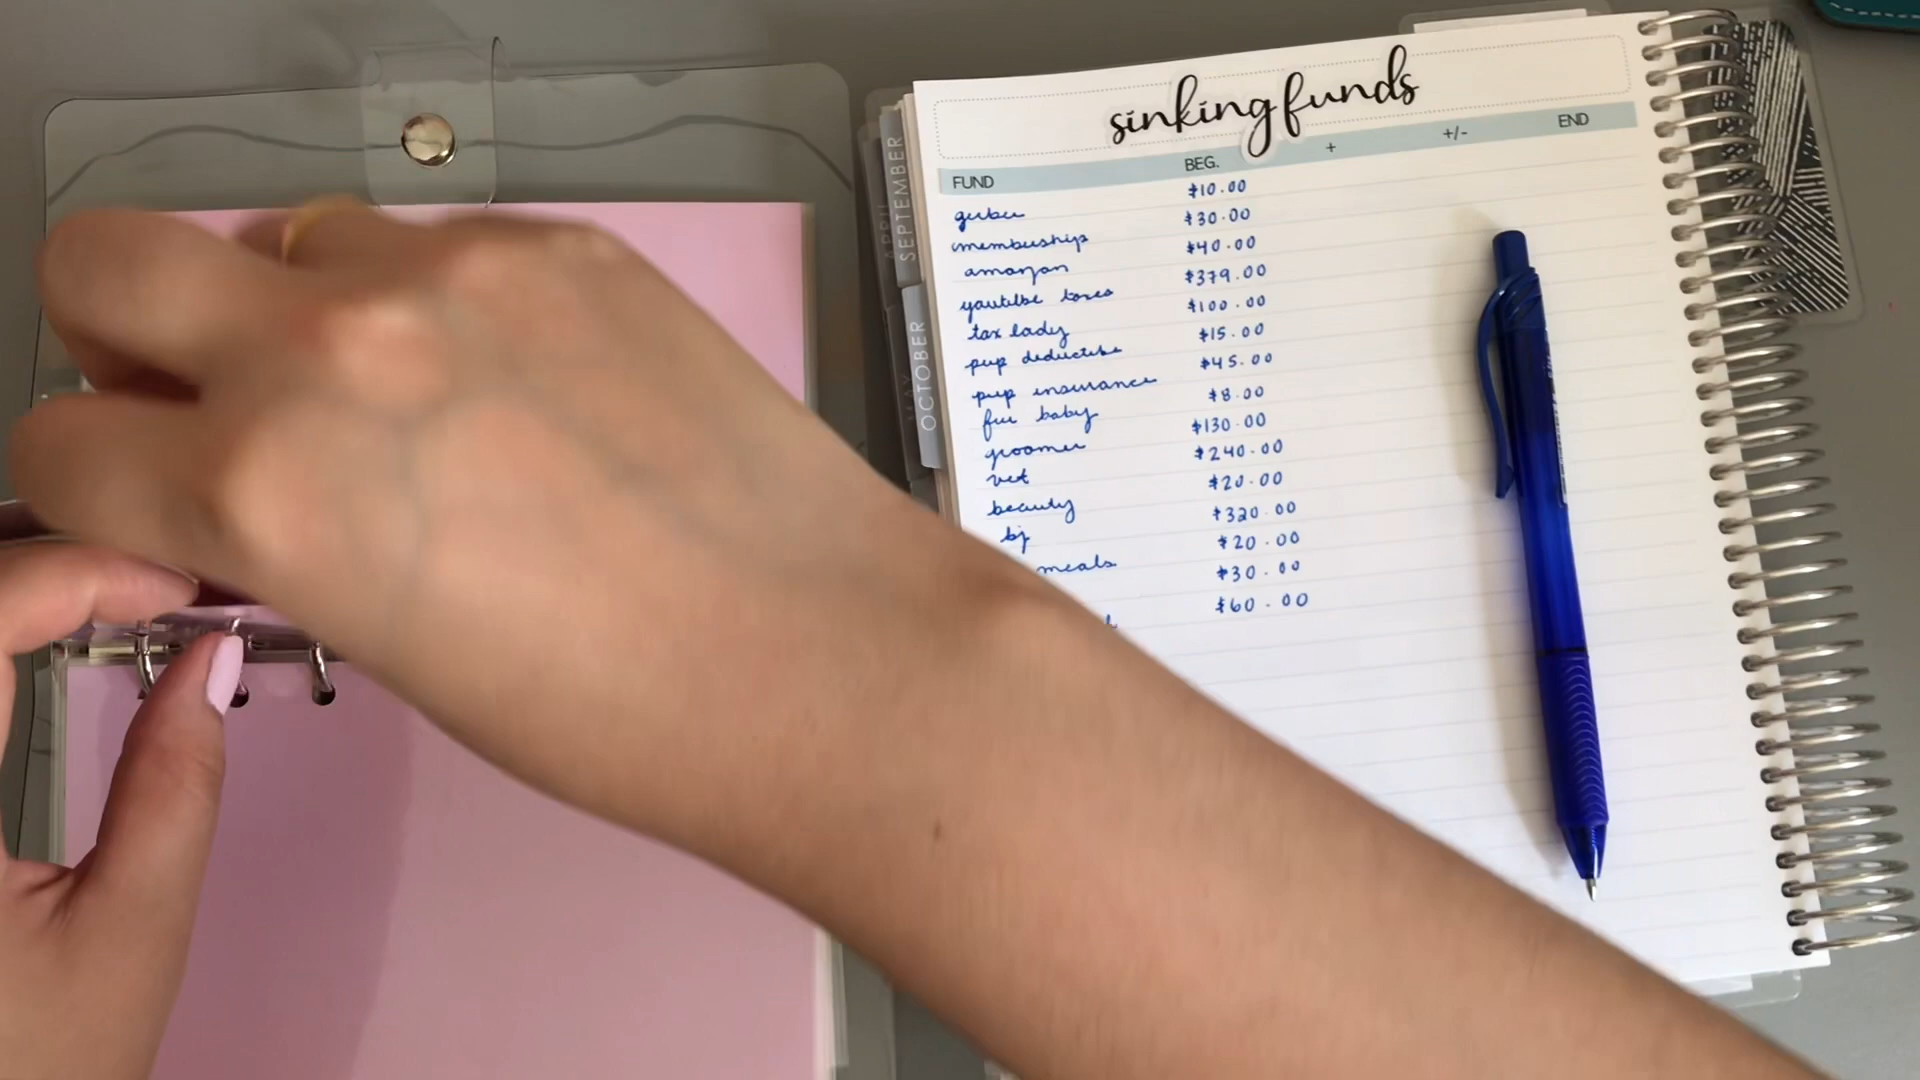 sinking funds
FUND BEG. + +/- END
gerber $10.00
membership $30.00
amazon $40.00
youtube taxes $379.00
tax lady $100.00
pup deductible $15.00
pup insurance $45.00
fur baby $8.00
groomer $130.00
vet $240.00
beauty $20.00
bj $320.00
meals $20.00
$30.00
$60.00
APRIL
SEPTEMBER
MAY
OCTOBER